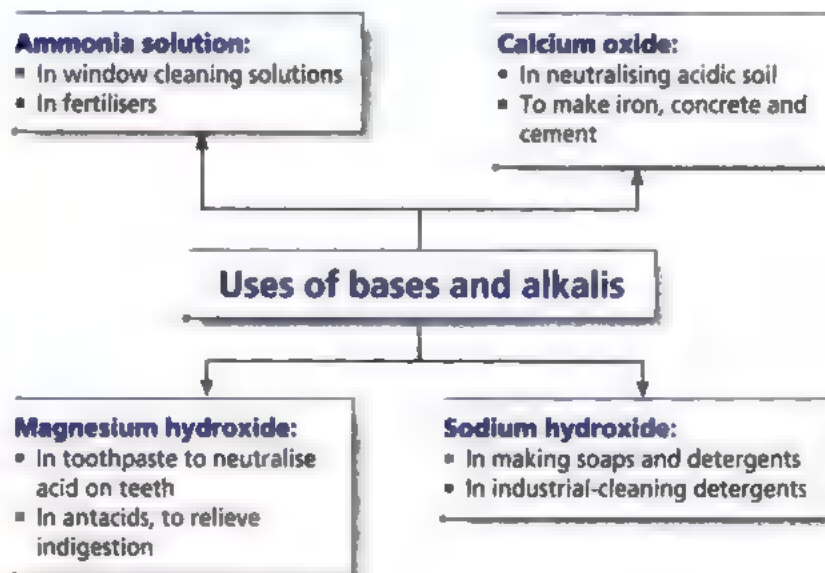 Ammonia solution:
▪ In window cleaning solutions
▪ In fertilisers
Calcium oxide:
• In neutralising acidic soil
▪ To make iron, concrete and
cement
Uses of bases and alkalis
Magnesium hydroxide:
• In toothpaste to neutralise
acid on teeth
▪ In antacids, to relieve
indigestion
Sodium hydroxide:
• In making soaps and detergents
• In industrial-cleaning detergents